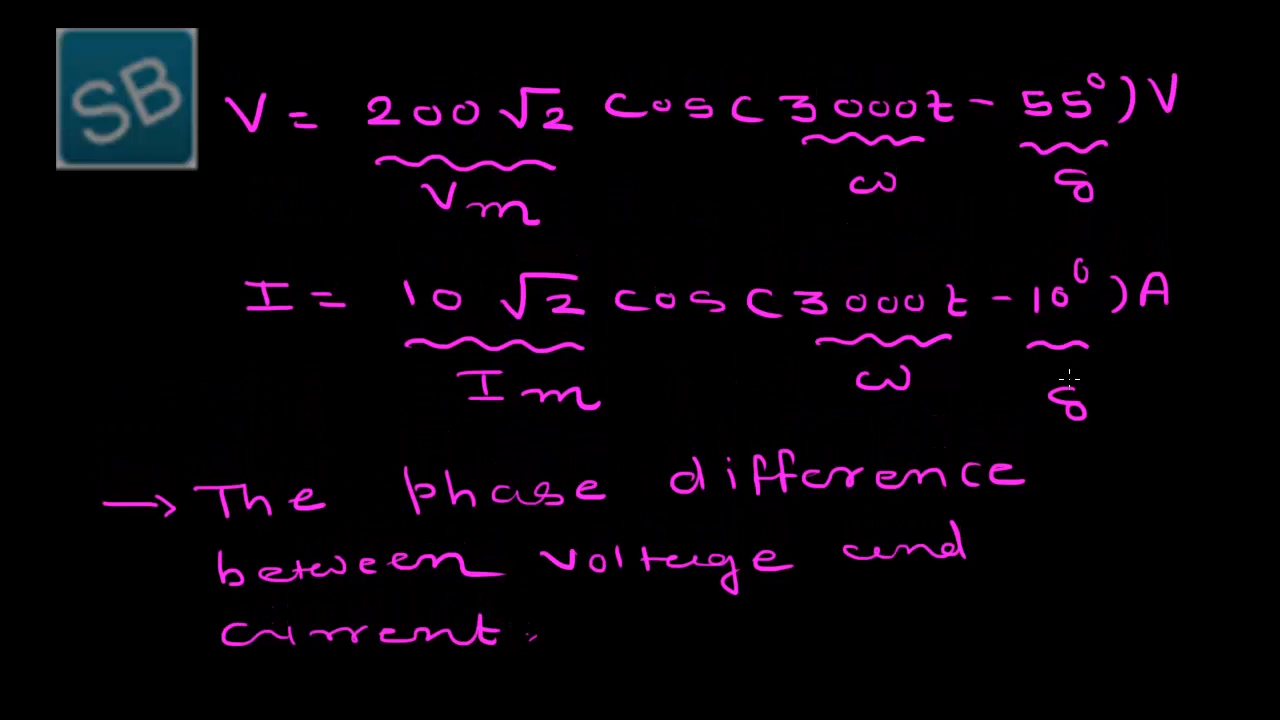 SB
V = 200√2 cos(3000t - 55°)V
Vm ω δ
I = 10√2 cos(3000t - 10°)A
Im ω δ
→ The phase difference
between voltage and
current.